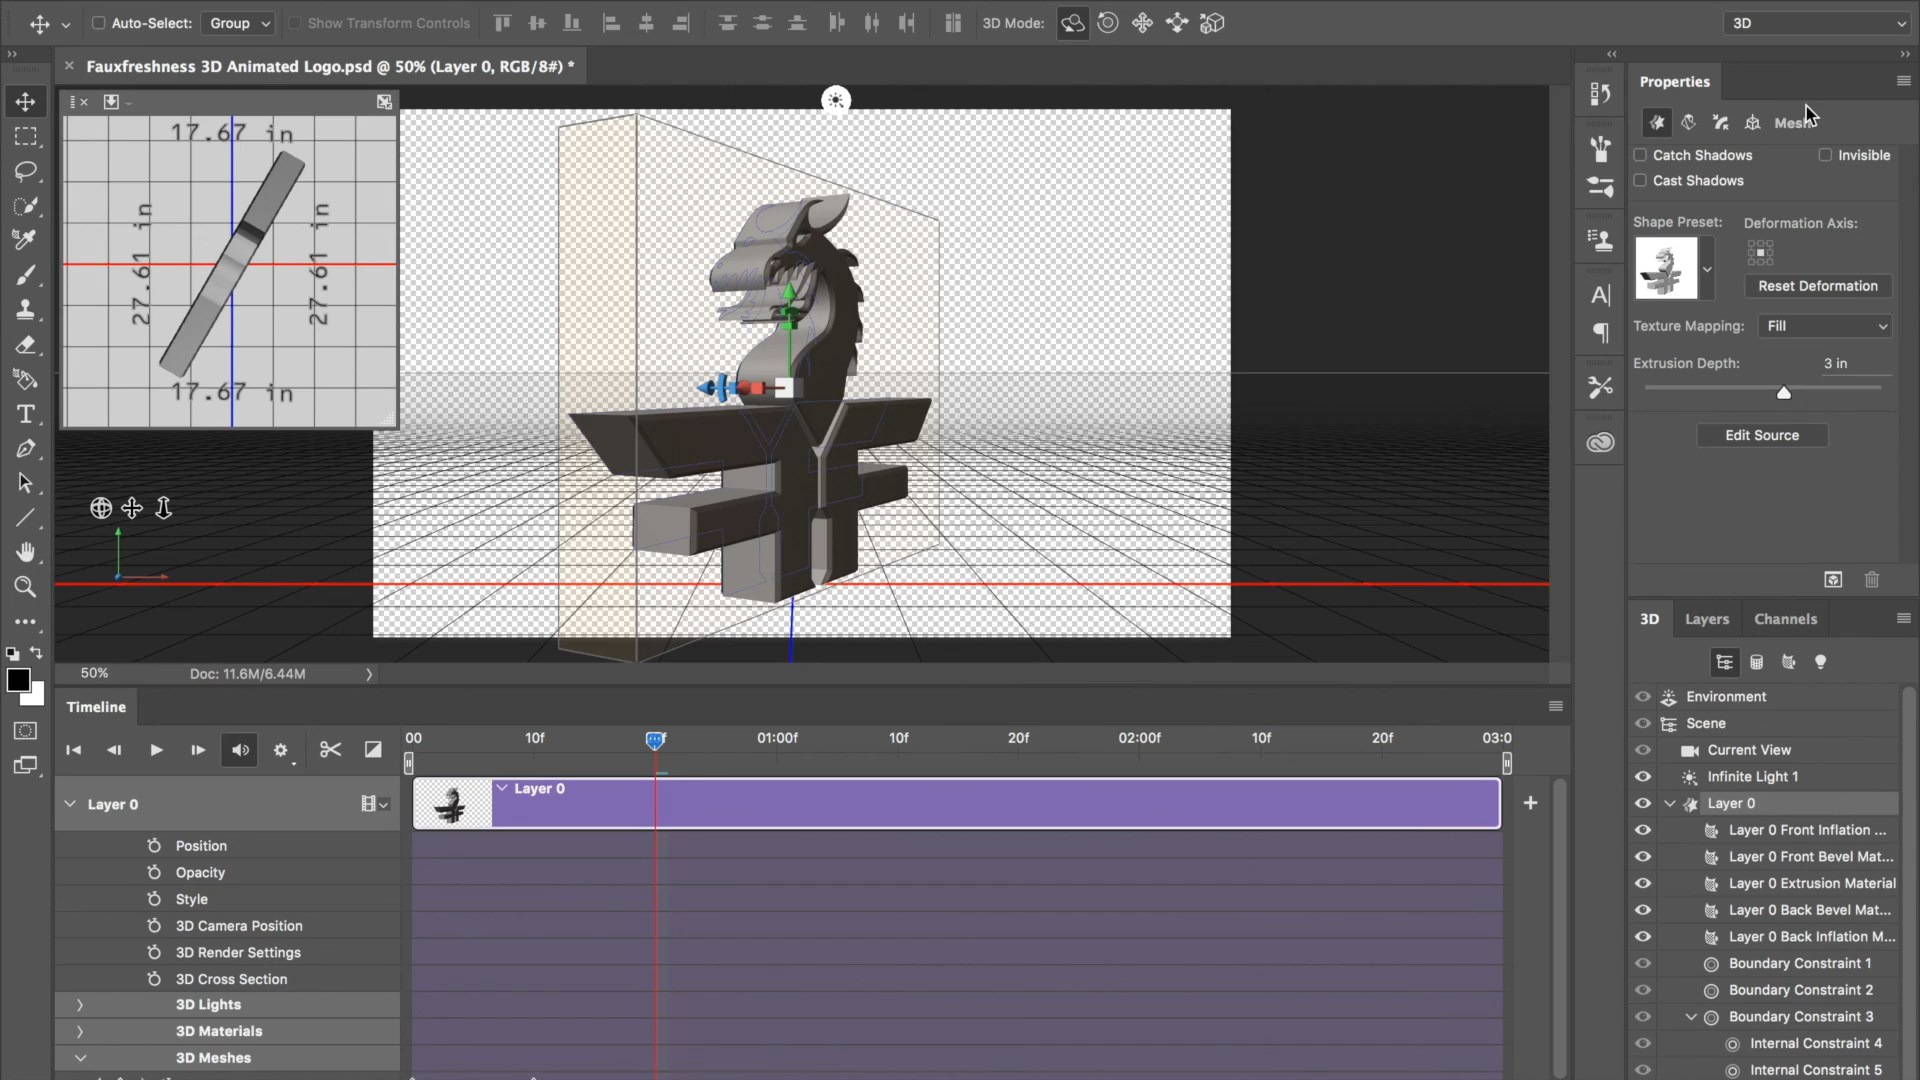 Auto-Select:
Group
Show Transform Controls
3D Mode:
3D
Fauxfreshness 3D Animated Logo.psd @ 50% (Layer 0, RGB/8#) *
17.67 in
27.61 in
27.61 in
17.67 in
Properties
Mesh
Catch Shadows
Invisible
Cast Shadows
Shape Preset:
Deformation Axis:
Reset Deformation
Texture Mapping:
Fill
Extrusion Depth:
3 in
Edit Source
50%
Doc: 11.6M/6.44M
3D
Layers
Channels
Environment
Scene
Current View
Infinite Light 1
Layer 0
Layer 0 Front Inflation ...
Layer 0 Front Bevel Mat...
Layer 0 Extrusion Material
Layer 0 Back Bevel Mat...
Layer 0 Back Inflation M...
Boundary Constraint 1
Boundary Constraint 2
Boundary Constraint 3
Internal Constraint 4
Internal Constraint 5
Timeline
00
10f
01:00f
10f
20f
02:00f
10f
20f
03:0
Layer 0
Layer 0
Position
Opacity
Style
3D Camera Position
3D Render Settings
3D Cross Section
3D Lights
3D Materials
3D Meshes